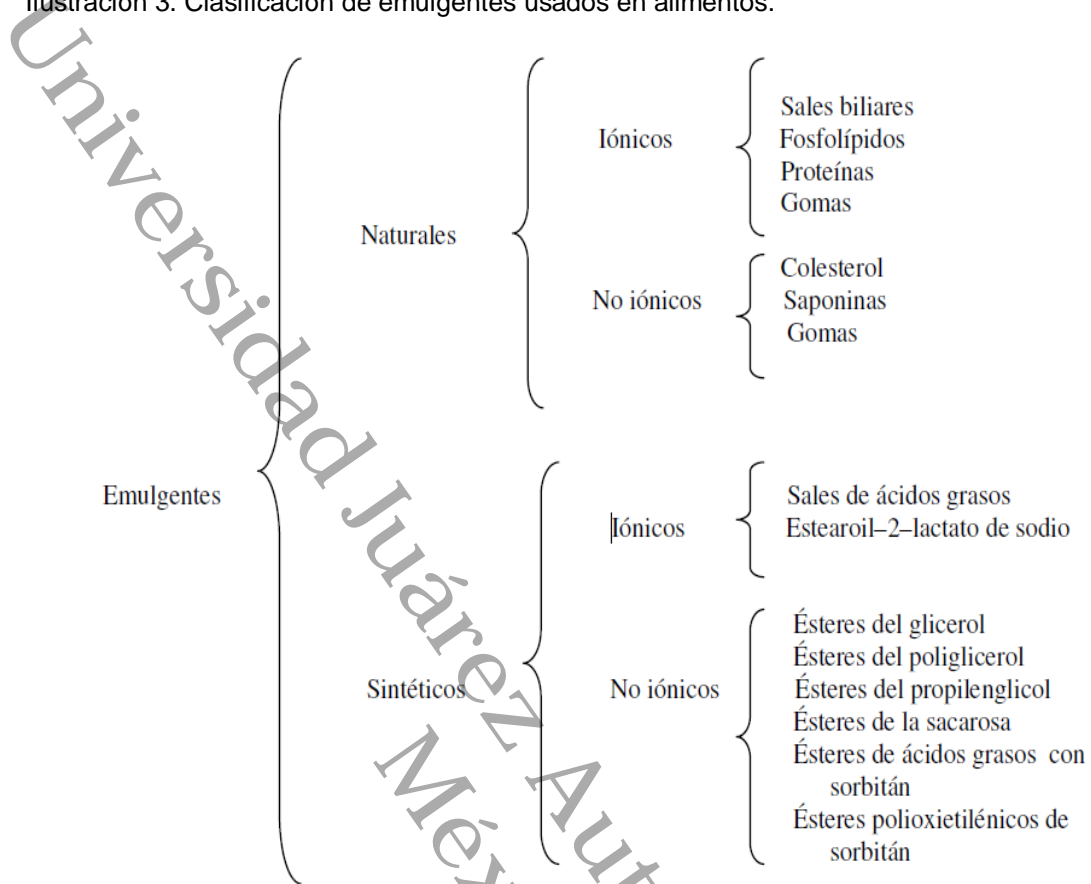 Ilustración 3. Clasificación de emulgentes usados en alimentos.
Emulgentes
Naturales
Iónicos
Sales biliares
Fosfolípidos
Proteínas
Gomas
No iónicos
Colesterol
Saponinas
Gomas
Sintéticos
Iónicos
Sales de ácidos grasos
Estearoil–2–lactato de sodio
No iónicos
Ésteres del glicerol
Ésteres del poliglicerol
Ésteres del propilenglicol
Ésteres de la sacarosa
Ésteres de ácidos grasos con
sorbitán
Ésteres polioxietilénicos de
sorbitán
Universidad Juárez Aut
Méx